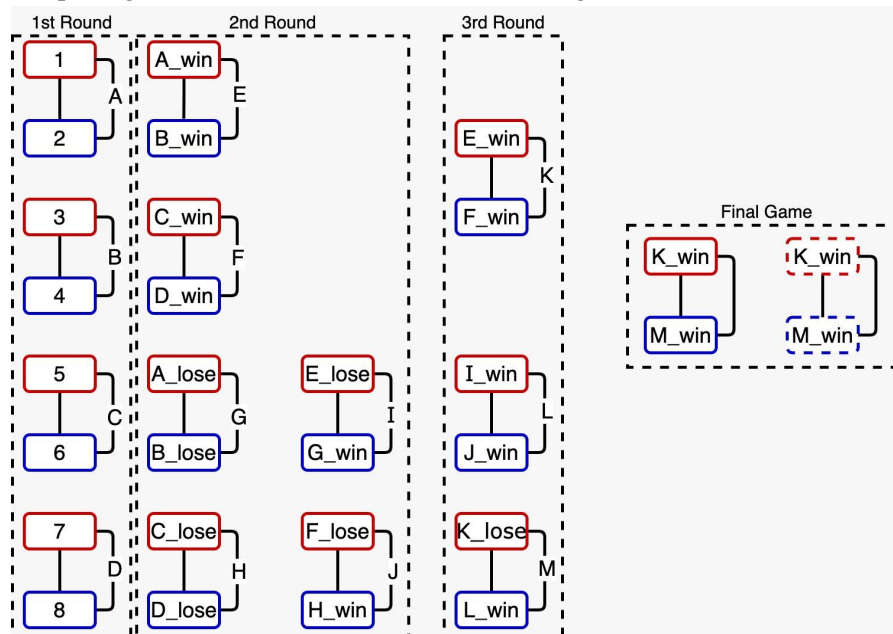 1st Round
2nd Round
3rd Round
1
2
A
3
4
B
5
6
C
7
8
D
A_win
B_win
E
C_win
D_win
F
A_lose
B_lose
G
C_lose
D_lose
H
E_lose
G_win
I
F_lose
H_win
J
E_win
F_win
K
I_win
J_win
L
K_lose
L_win
M
Final Game
K_win
M_win
K_win
M_win